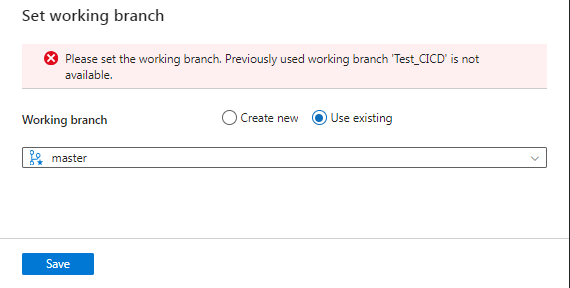 Set working branch
Please set the working branch. Previously used working branch 'Test_CICD' is not
available.
Working branch
Create new
Use existing
master
Save